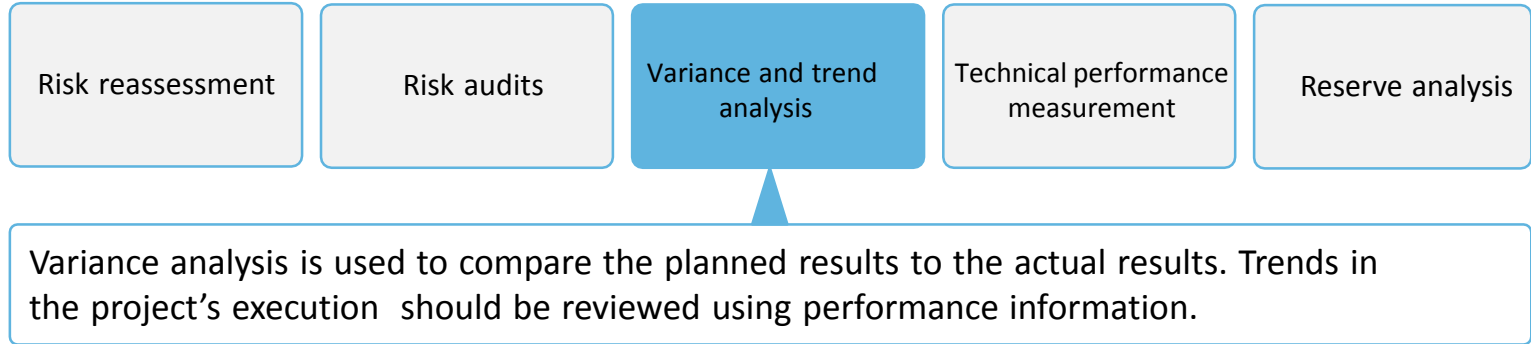 Risk reassessment
Risk audits
Variance and trend
analysis
Technical performance
measurement
Reserve analysis
Variance analysis is used to compare the planned results to the actual results. Trends in
the project’s execution  should be reviewed using performance information.